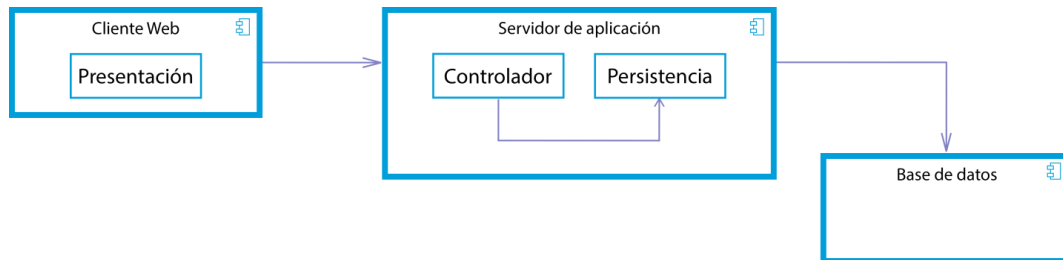 Cliente Web
Presentación
Servidor de aplicación
Controlador
Persistencia
Base de datos